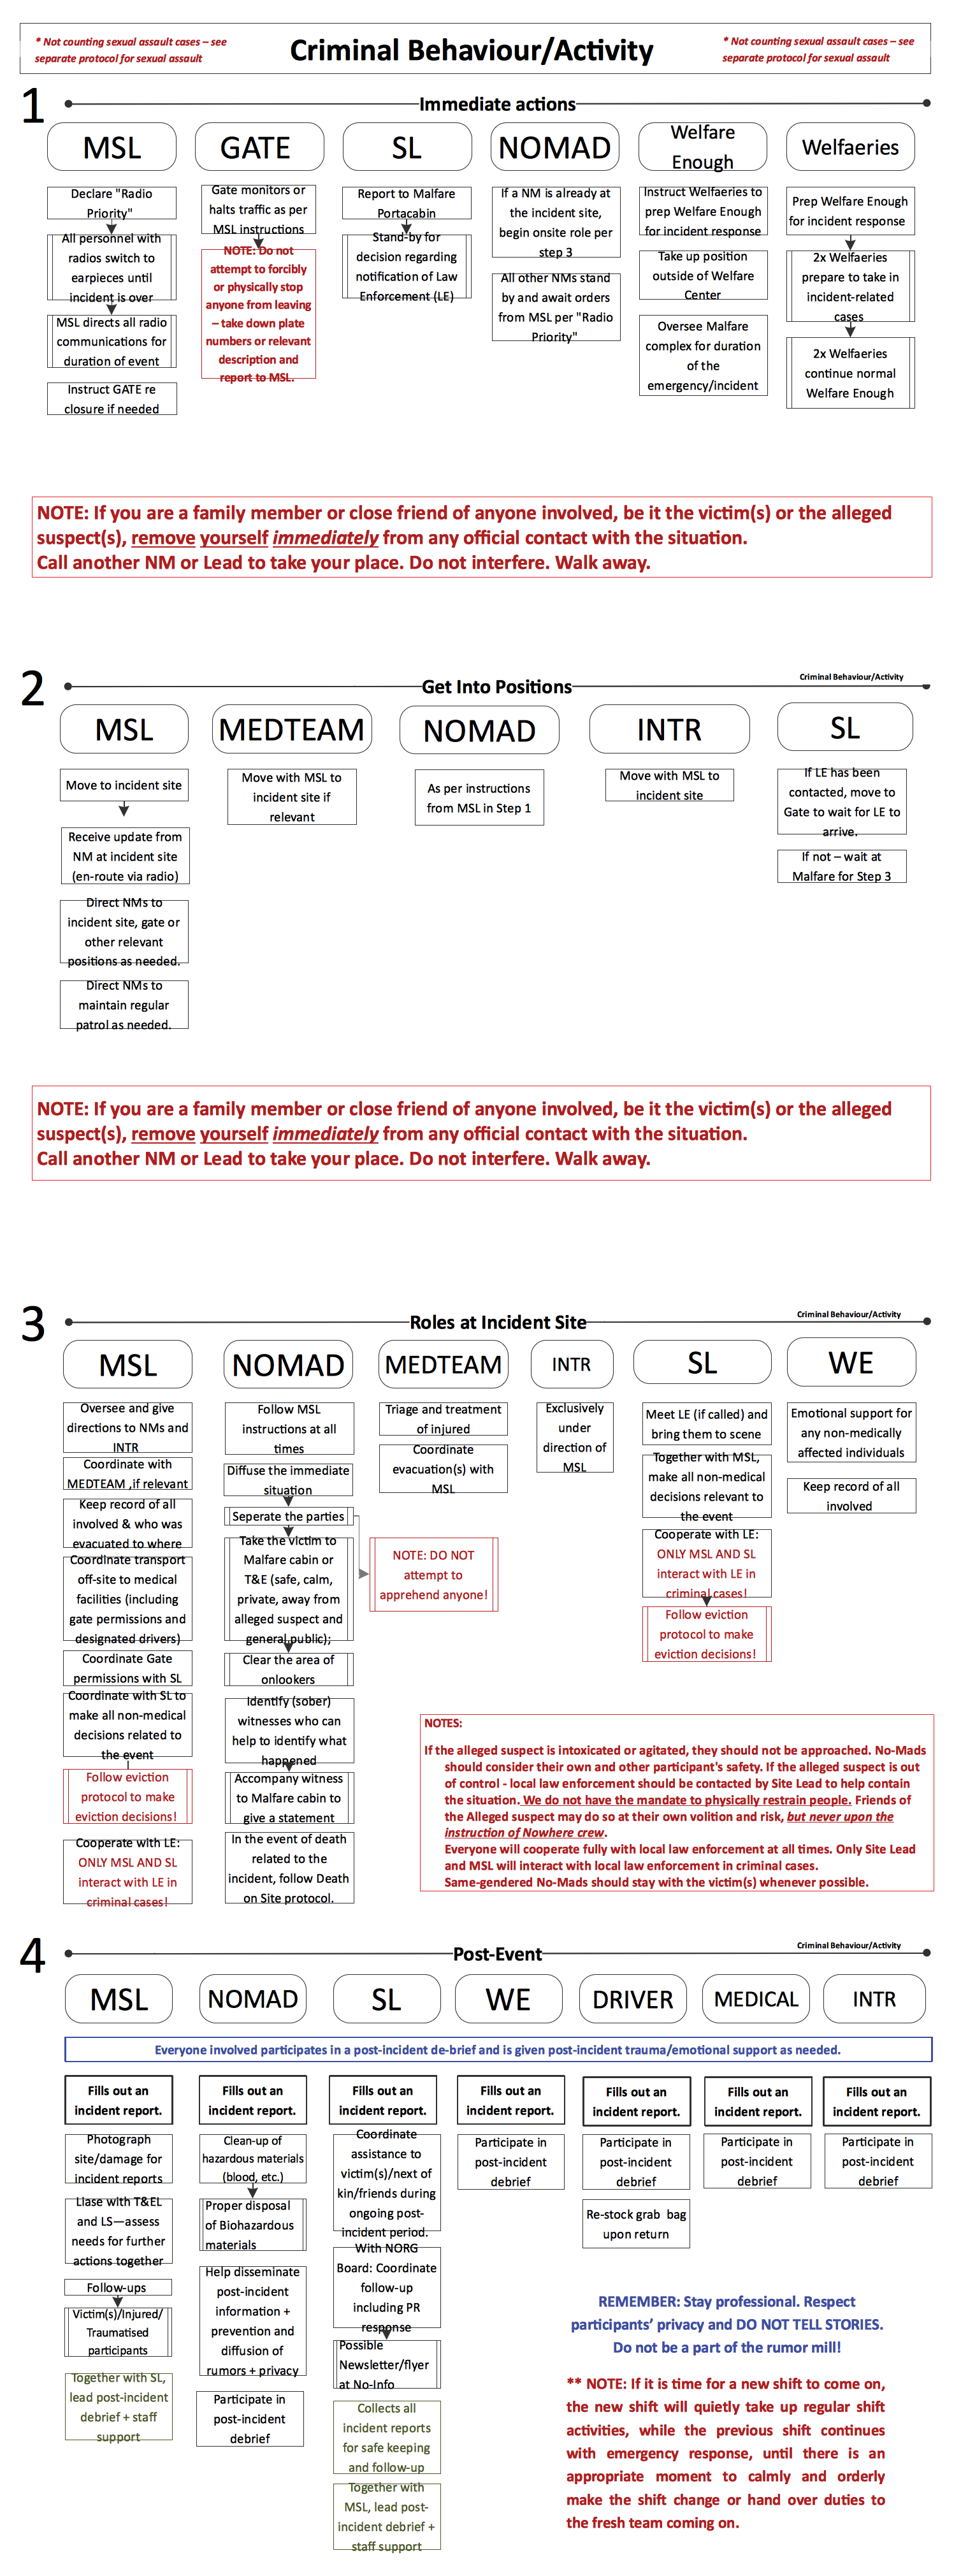 * Not counting sexual assault cases – see
separate protocol for sexual assault
Criminal Behaviour/Activity
* Not counting sexual assault cases – see
separate protocol for sexual assault
1
Immediate actions
MSL
Declare "Radio
Priority"
All personnel with
radios switch to
earpieces until
incident is over
MSL directs all radio
communications for
duration of event
Instruct GATE re
closure if needed
GATE
Gate monitors or
halts traffic as per
MSL instructions
NOTE: Do not
attempt to forcibly
or physically stop
anyone from leaving
– take down plate
numbers or relevant
description and
report to MSL.
SL
Report to Malfare
Portacabin
Stand-by for
decision regarding
notification of Law
Enforcement (LE)
NOMAD
If a NM is already at
the incident site,
begin onsite role per
step 3
All other NMs stand
by and await orders
from MSL per "Radio
Priority"
Welfare
Enough
Instruct Welfaeries to
prep Welfare Enough
for incident response
Take up position
outside of Welfare
Center
Oversee Malfare
complex for duration
of the
emergency/incident
Welfaeries
Prep Welfare Enough
for incident response
2x Welfaeries
prepare to take in
incident-related
cases
2x Welfaeries
continue normal
Welfare Enough
NOTE: If you are a family member or close friend of anyone involved, be it the victim(s) or the alleged
suspect(s), remove yourself immediately from any official contact with the situation.
Call another NM or Lead to take your place. Do not interfere. Walk away.
2
Get Into Positions
Criminal Behaviour/Activity
MSL
Move to incident site
Receive update from
NM at incident site
(en-route via radio)
Direct NMs to
incident site, gate or
other relevant
positions as needed.
Direct NMs to
maintain regular
patrol as needed.
MEDTEAM
Move with MSL to
incident site if
relevant
NOMAD
As per instructions
from MSL in Step 1
INTR
Move with MSL to
incident site
SL
If LE has been
contacted, move to
Gate to wait for LE to
arrive.
If not – wait at
Malfare for Step 3
NOTE: If you are a family member or close friend of anyone involved, be it the victim(s) or the alleged
suspect(s), remove yourself immediately from any official contact with the situation.
Call another NM or Lead to take your place. Do not interfere. Walk away.
3
Roles at Incident Site
Criminal Behaviour/Activity
MSL
Oversee and give
directions to NMs and
INTR
Coordinate with
MEDTEAM ,if relevant
Keep record of all
involved & who was
evacuated to where
Coordinate transport
off-site to medical
facilities (including
gate permissions and
designated drivers)
Coordinate Gate
permissions with SL
Coordinate with SL to
make all non-medical
decisions related to
the event
Follow eviction
protocol to make
eviction decisions!
Cooperate with LE:
ONLY MSL AND SL
interact with LE in
criminal cases!
NOMAD
Follow MSL
instructions at all
times
Diffuse the immediate
situation
Seperate the parties
Take the victim to
Malfare cabin or
T&E (safe, calm,
private, away from
alleged suspect and
general public);
Clear the area of
onlookers
Identify (sober)
witnesses who can
help to identify what
happened
Accompany witness
to Malfare cabin to
give a statement
In the event of death
related to the
incident, follow Death
on Site protocol.
MEDTEAM
Triage and treatment
of injured
Coordinate
evacuation(s) with
MSL
NOTE: DO NOT
attempt to
apprehend anyone!
INTR
Exclusively
under
direction of
MSL
SL
Meet LE (if called) and
bring them to scene
Together with MSL,
make all non-medical
decisions relevant to
the event
Cooperate with LE:
ONLY MSL AND SL
interact with LE in
criminal cases!
Follow eviction
protocol to make
eviction decisions!
WE
Emotional support for
any non-medically
affected individuals
Keep record of all
involved
NOTES:
If the alleged suspect is intoxicated or agitated, they should not be approached. No-Mads
should consider their own and other participant's safety. If the alleged suspect is out
of control - local law enforcement should be contacted by Site Lead to help contain
the situation. We do not have the mandate to physically restrain people. Friends of
the Alleged suspect may do so at their own volition and risk, but never upon the
instruction of Nowhere crew.
Everyone will cooperate fully with local law enforcement at all times. Only Site Lead
and MSL will interact with local law enforcement in criminal cases.
Same-gendered No-Mads should stay with the victim(s) whenever possible.
4
Post-Event
Criminal Behaviour/Activity
MSL
NOMAD
SL
WE
DRIVER
MEDICAL
INTR
Everyone involved participates in a post-incident de-brief and is given post-incident trauma/emotional support as needed.
Fills out an
incident report.
Photograph
site/damage for
incident reports
Liase with T&EL
and LS—assess
needs for further
actions together
Follow-ups
Victim(s)/Injured/
Traumatised
participants
Together with SL,
lead post-incident
debrief + staff
support
Fills out an
incident report.
Clean-up of
hazardous materials
(blood, etc.)
Proper disposal
of Biohazardous
materials
Help disseminate
post-incident
information +
prevention and
diffusion of
rumors + privacy
Participate in
post-incident
debrief
Fills out an
incident report.
Coordinate
assistance to
victim(s)/next of
kin/friends during
ongoing post-
incident period.
With NORG
Board: Coordinate
follow-up
including PR
response
Possible
Newsletter/flyer
at No-Info
Collects all
incident reports
for safe keeping
and follow-up
Together with
MSL, lead post-
incident debrief +
staff support
Fills out an
incident report.
Participate in
post-incident
debrief
Fills out an
incident report.
Participate in
post-incident
debrief
Re-stock grab bag
upon return
Fills out an
incident report.
Participate in
post-incident
debrief
Fills out an
incident report.
Participate in
post-incident
debrief
REMEMBER: Stay professional. Respect
participants’ privacy and DO NOT TELL STORIES.
Do not be a part of the rumor mill!
** NOTE: If it is time for a new shift to come on,
the new shift will quietly take up regular shift
activities, while the previous shift continues
with emergency response, until there is an
appropriate moment to calmly and orderly
make the shift change or hand over duties to
the fresh team coming on.